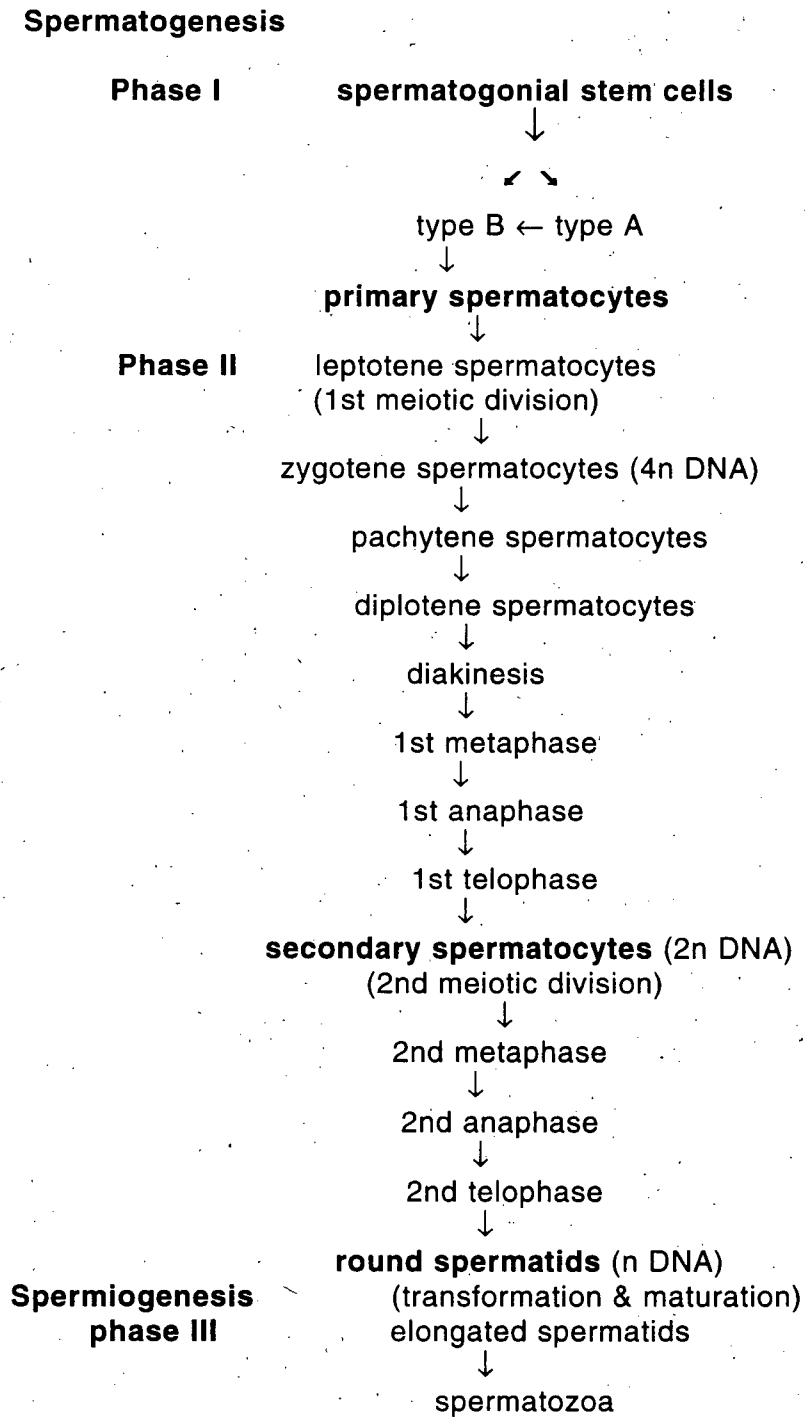 Spermatogenesis
Phase I spermatogonial stem cells
↓
↙ ↘
type B ← type A
↓
primary spermatocytes
↓
Phase II leptotene spermatocytes
(1st meiotic division)
↓
zygotene spermatocytes (4n DNA)
↓
pachytene spermatocytes
↓
diplotene spermatocytes
↓
diakinesis
↓
1st metaphase
↓
1st anaphase
↓
1st telophase
↓
secondary spermatocytes (2n DNA)
(2nd meiotic division)
↓
2nd metaphase
↓
2nd anaphase
↓
2nd telophase
↓
round spermatids (n DNA)
Spermiogenesis (transformation & maturation)
phase III elongated spermatids
↓
spermatozoa